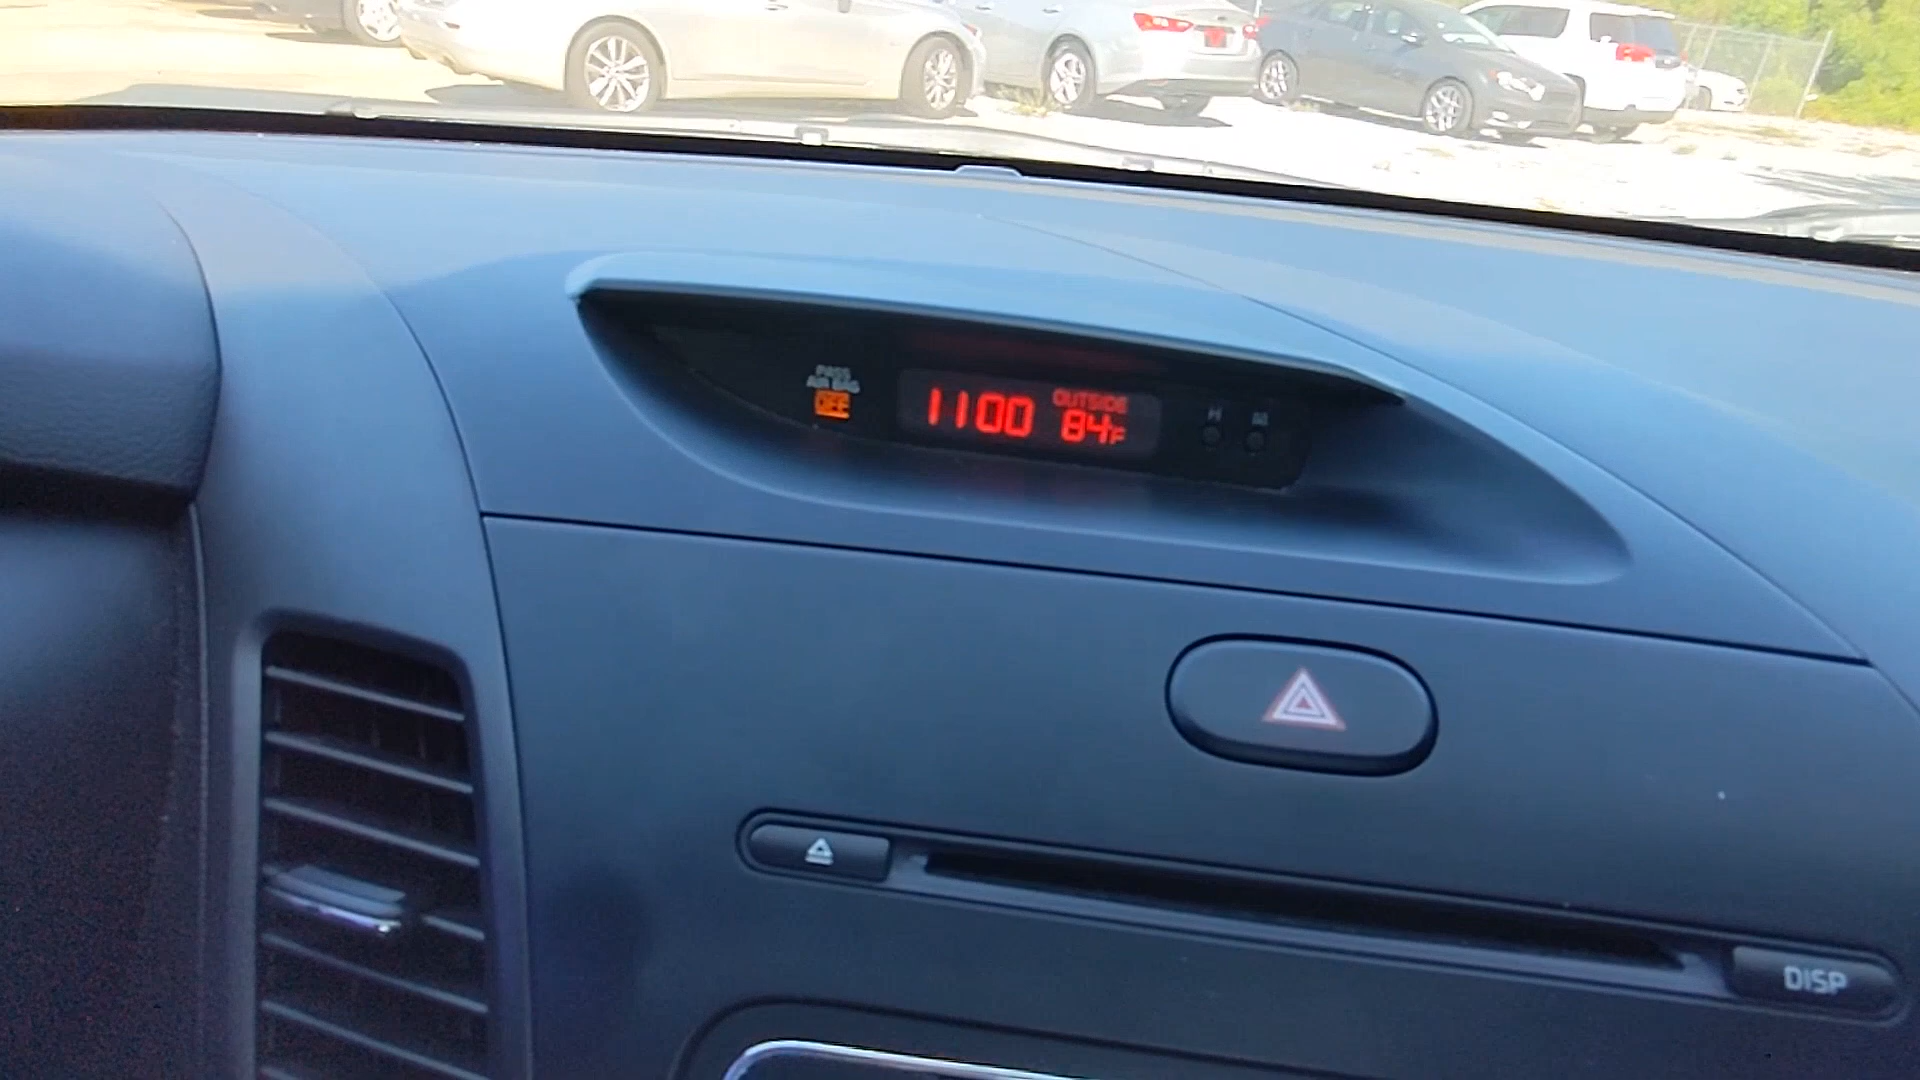 PASS
AIR BAG
OFF
1100
OUTSIDE
84F
H
M
DISP